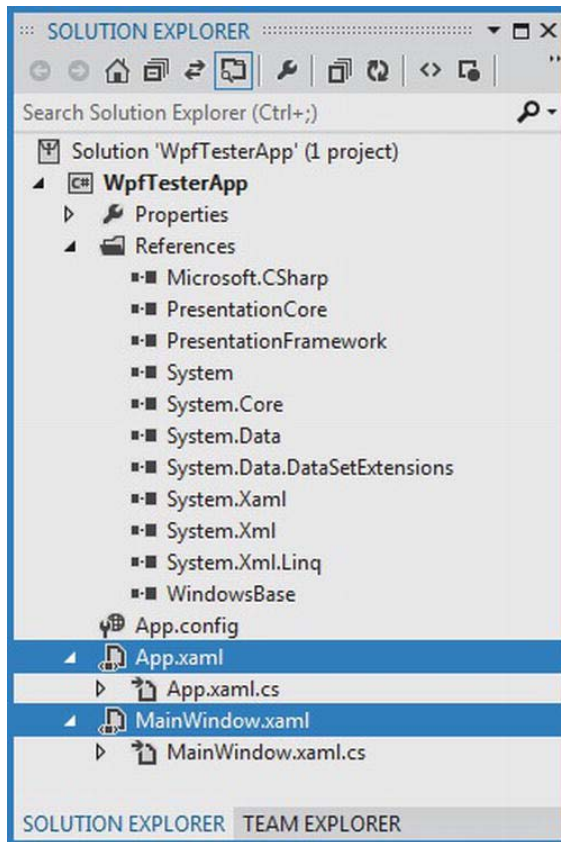 SOLUTION EXPLORER
Search Solution Explorer (Ctrl+;)
Solution 'WpfTesterApp' (1 project)
C# WpfTesterApp
Properties
References
Microsoft.CSharp
PresentationCore
PresentationFramework
System
System.Core
System.Data
System.Data.DataSetExtensions
System.Xaml
System.Xml
System.Xml.Linq
WindowsBase
App.config
App.xaml
App.xaml.cs
MainWindow.xaml
MainWindow.xaml.cs
SOLUTION EXPLORER TEAM EXPLORER